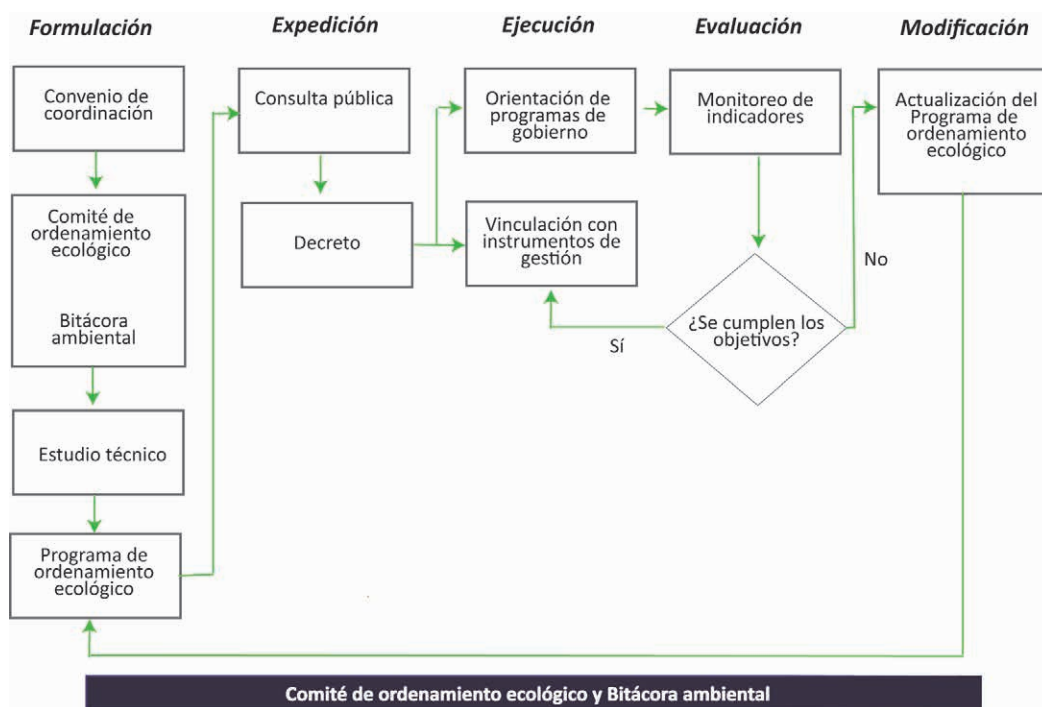 Formulación
Expedición
Ejecución
Evaluación
Modificación
Convenio de
coordinación
Comité de
ordenamiento
ecológico
Bitácora
ambiental
Estudio técnico
Programa de
ordenamiento
ecológico
Consulta pública
Decreto
Orientación de
programas de
gobierno
Vinculación con
instrumentos de
gestión
Monitoreo de
indicadores
¿Se cumplen los
objetivos?
Sí
No
Actualización del
Programa de
ordenamiento
ecológico
Comité de ordenamiento ecológico y Bitácora ambiental